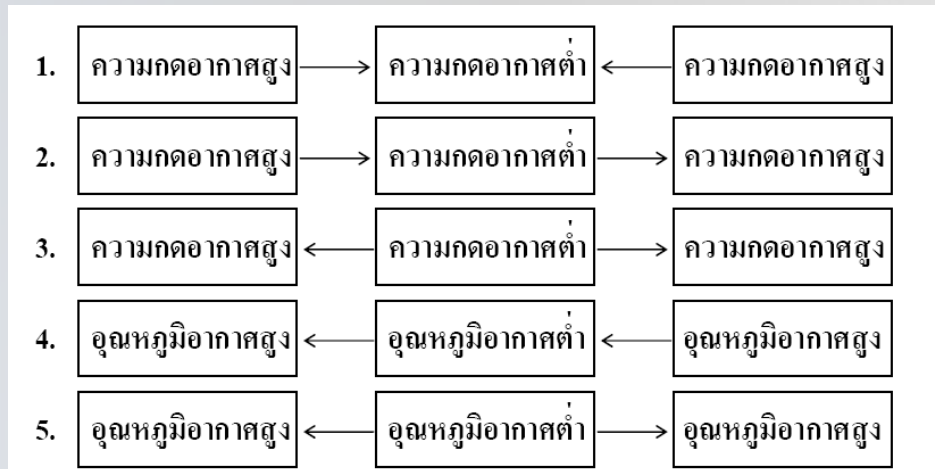 1. ความกดอากาศสูง ความกดอากาศต่ำ ความกดอากาศสูง
2. ความกดอากาศสูง ความกดอากาศต่ำ ความกดอากาศสูง
3. ความกดอากาศสูง ความกดอากาศต่ำ ความกดอากาศสูง
4. อุณหภูมิอากาศสูง อุณหภูมิอากาศต่ำ อุณหภูมิอากาศสูง
5. อุณหภูมิอากาศสูง อุณหภูมิอากาศต่ำ อุณหภูมิอากาศสูง